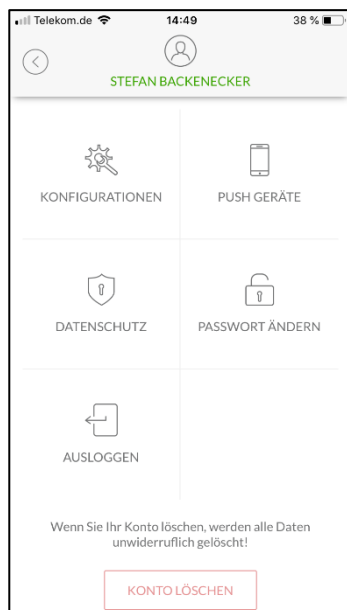 Telekom.de 14:49 38 %
STEFAN BACKENECKER
KONFIGURATIONEN PUSH GERÄTE
DATENSCHUTZ PASSWORT ÄNDERN
AUSLOGGEN
Wenn Sie Ihr Konto löschen, werden alle Daten
unwiderruflich gelöscht!
KONTO LÖSCHEN